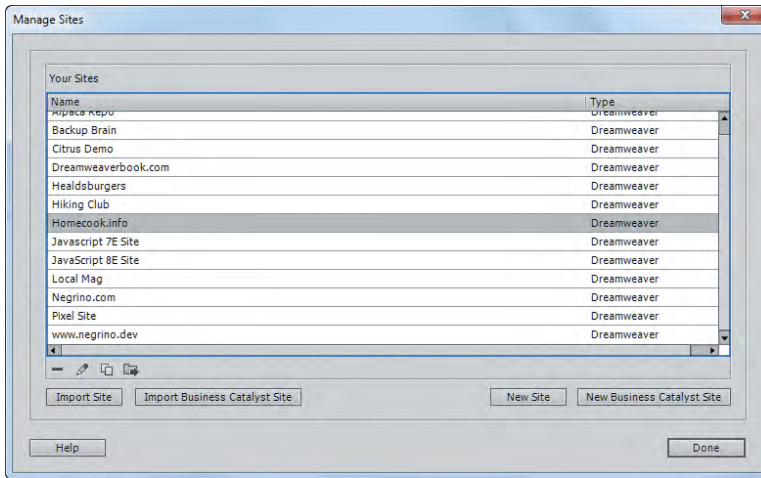 Manage Sites
Your Sites
Name Type
Alpaca Repo Dreamweaver
Backup Brain Dreamweaver
Citrus Demo Dreamweaver
Dreamweaverbook.com Dreamweaver
Healdsburgers Dreamweaver
Hiking Club Dreamweaver
Homecook.info Dreamweaver
Javascript 7E Site Dreamweaver
JavaScript 8E Site Dreamweaver
Local Mag Dreamweaver
Negrino.com Dreamweaver
Pixel Site Dreamweaver
www.negrino.dev Dreamweaver
Import Site Import Business Catalyst Site New Site New Business Catalyst Site
Help Done